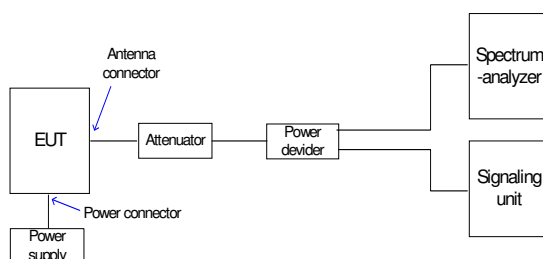 Antenna
connector
Spectrum
-analyzer
EUT
Attenuator
Power
devider
Signaling
unit
Power connector
Power
supply